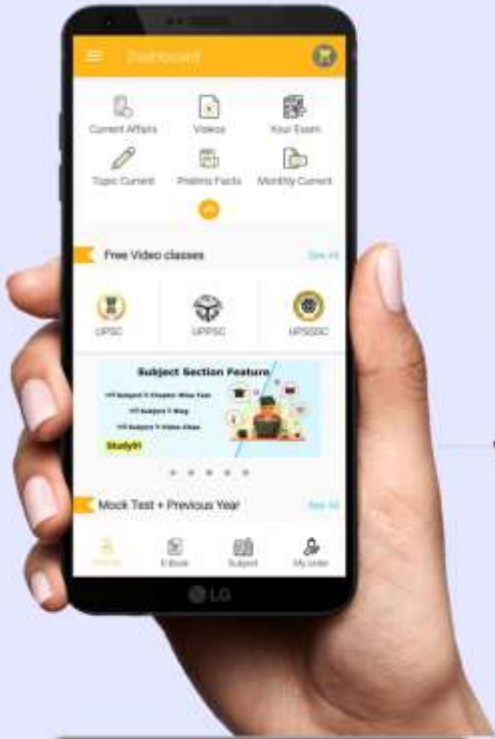 Dashboard
Current Affairs
Videos
Your Exam
Topic Current
Prelims Facts
Monthly Current
Free Video classes
See All
UPSC
UPPSC
UPSSSC
Subject Section Feature
Study91
Mock Test + Previous Year
See All
E Book
Subject
My order
LG